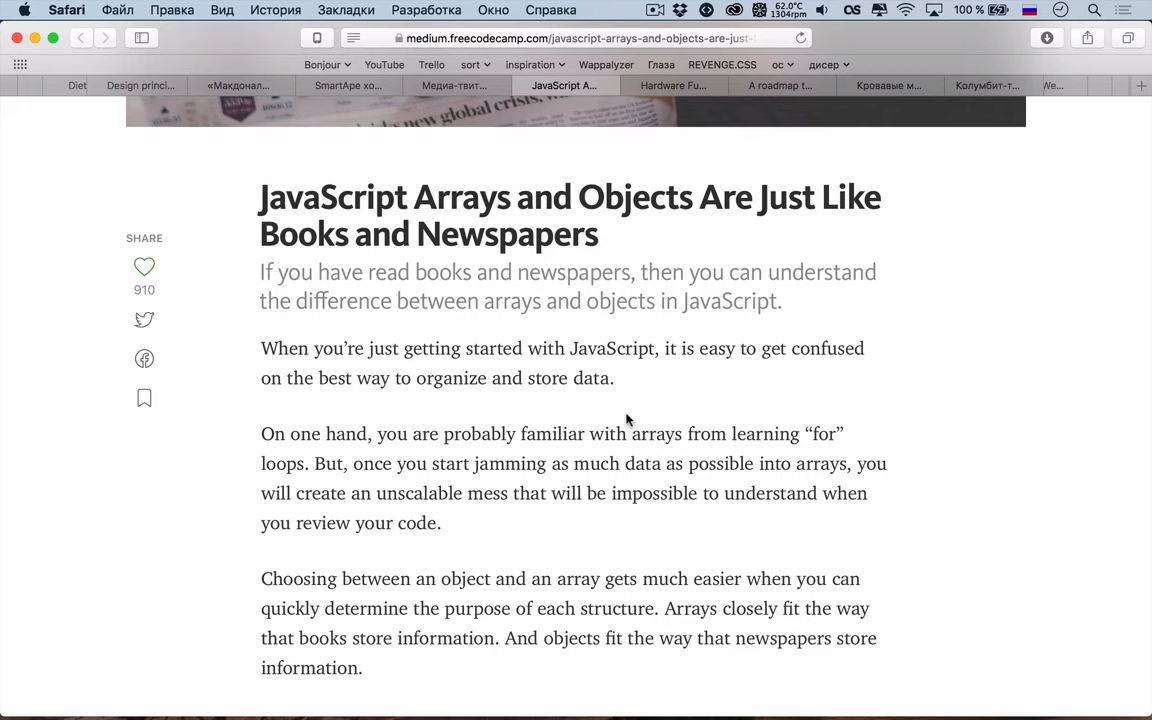 Safari Файл Правка Вид История Закладки Разработка Окно Справка 62.0°C 1304rpm 100 %
medium.freecodecamp.com/javascript-arrays-and-objects-are-just-
Bonjour YouTube Trello sort inspiration Wappalyzer Глаза REVENGE.CSS ос дисер
Diet Design princi... «Макдонал... SmartApe хо... Медиа-твит... JavaScript A... Hardware Fu... A roadmap t... Кровавые м... Колумбит-т... We...
new global crisis, w
JavaScript Arrays and Objects Are Just Like
Books and Newspapers
SHARE
910
If you have read books and newspapers, then you can understand
the difference between arrays and objects in JavaScript.
When you’re just getting started with JavaScript, it is easy to get confused
on the best way to organize and store data.
On one hand, you are probably familiar with arrays from learning “for”
loops. But, once you start jamming as much data as possible into arrays, you
will create an unscalable mess that will be impossible to understand when
you review your code.
Choosing between an object and an array gets much easier when you can
quickly determine the purpose of each structure. Arrays closely fit the way
that books store information. And objects fit the way that newspapers store
information.